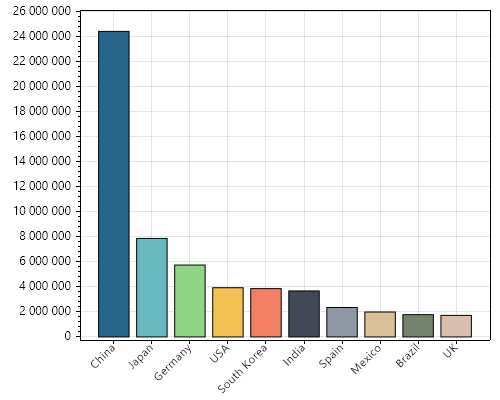 26 000 000
24 000 000
22 000 000
20 000 000
18 000 000
16 000 000
14 000 000
12 000 000
10 000 000
8 000 000
6 000 000
4 000 000
2 000 000
0
China
Japan
Germany
USA
South Korea
India
Spain
Mexico
Brazil
UK